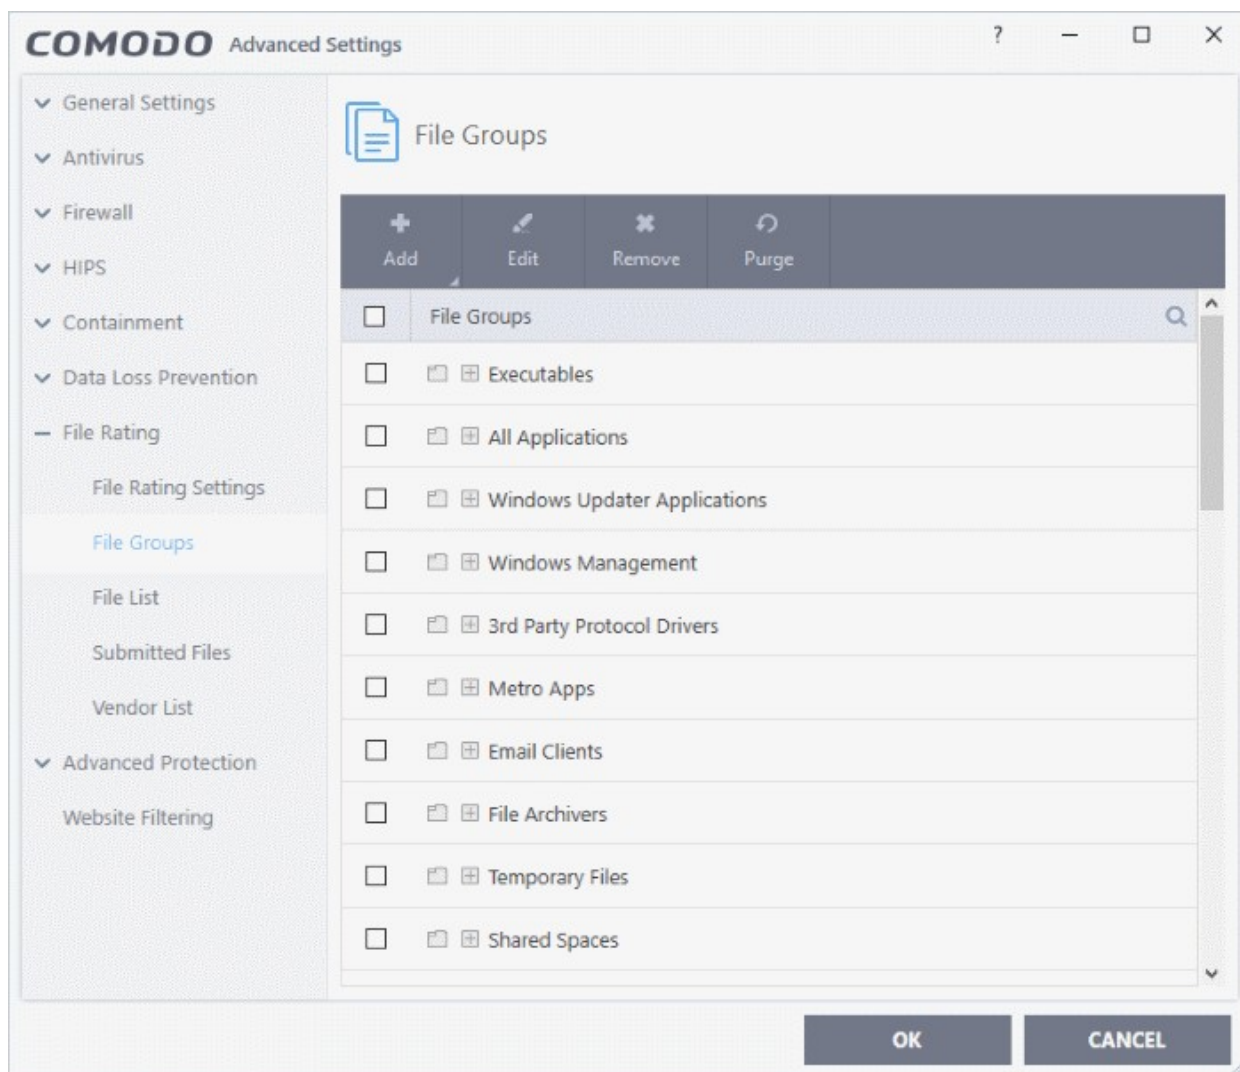 COMODO Advanced Settings ?
General Settings
Antivirus
Firewall
HIPS
Containment
Data Loss Prevention
File Rating
File Rating Settings
File Groups
File List
Submitted Files
Vendor List
Advanced Protection
Website Filtering
File Groups
Add Edit Remove Purge
File Groups
Executables
All Applications
Windows Updater Applications
Windows Management
3rd Party Protocol Drivers
Metro Apps
Email Clients
File Archivers
Temporary Files
Shared Spaces
OK CANCEL